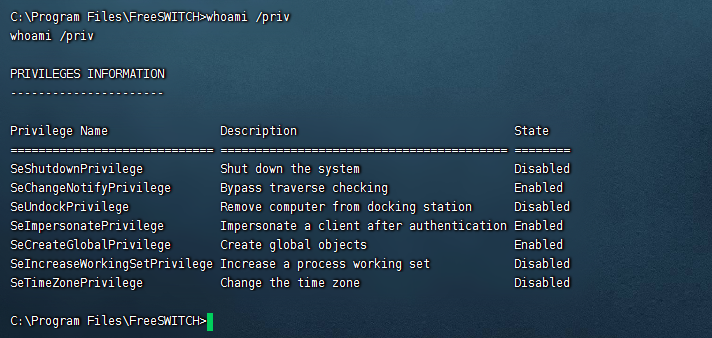 C:\Program Files\FreeSWITCH>whoami /priv
whoami /priv
PRIVILEGES INFORMATION
----------------------
Privilege Name                Description                               State
============================= ========================================= ========
SeShutdownPrivilege           Shut down the system                      Disabled
SeChangeNotifyPrivilege       Bypass traverse checking                  Enabled
SeUndockPrivilege             Remove computer from docking station      Disabled
SeImpersonatePrivilege        Impersonate a client after authentication Enabled
SeCreateGlobalPrivilege       Create global objects                     Enabled
SeIncreaseWorkingSetPrivilege Increase a process working set            Disabled
SeTimeZonePrivilege           Change the time zone                      Disabled
C:\Program Files\FreeSWITCH>